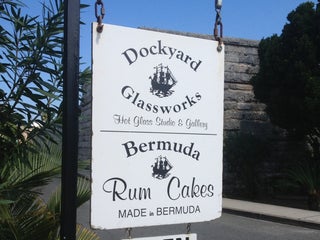 Dockyard
Glassworks
Hot Glass Studio & Gallery
Bermuda
Rum Cakes
MADE in BERMUDA